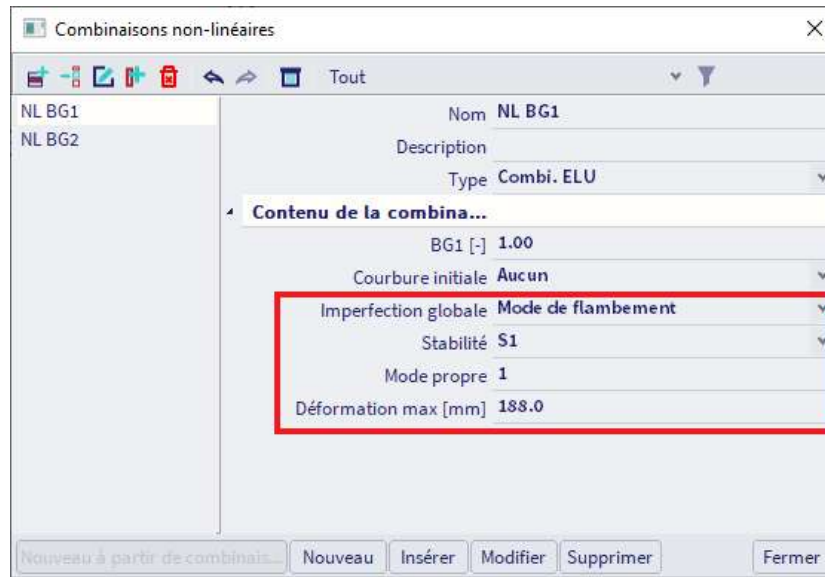 Combinaisons non-linéaires
Tout
NL BG1
NL BG2
Nom NL BG1
Description
Type Combi. ELU
Contenu de la combina...
BG1 [-] 1.00
Courbure initiale Aucun
Imperfection globale Mode de flambement
Stabilité S1
Mode propre 1
Déformation max [mm] 188.0
Nouveau à partir de combinais... Nouveau Insérer Modifier Supprimer Fermer